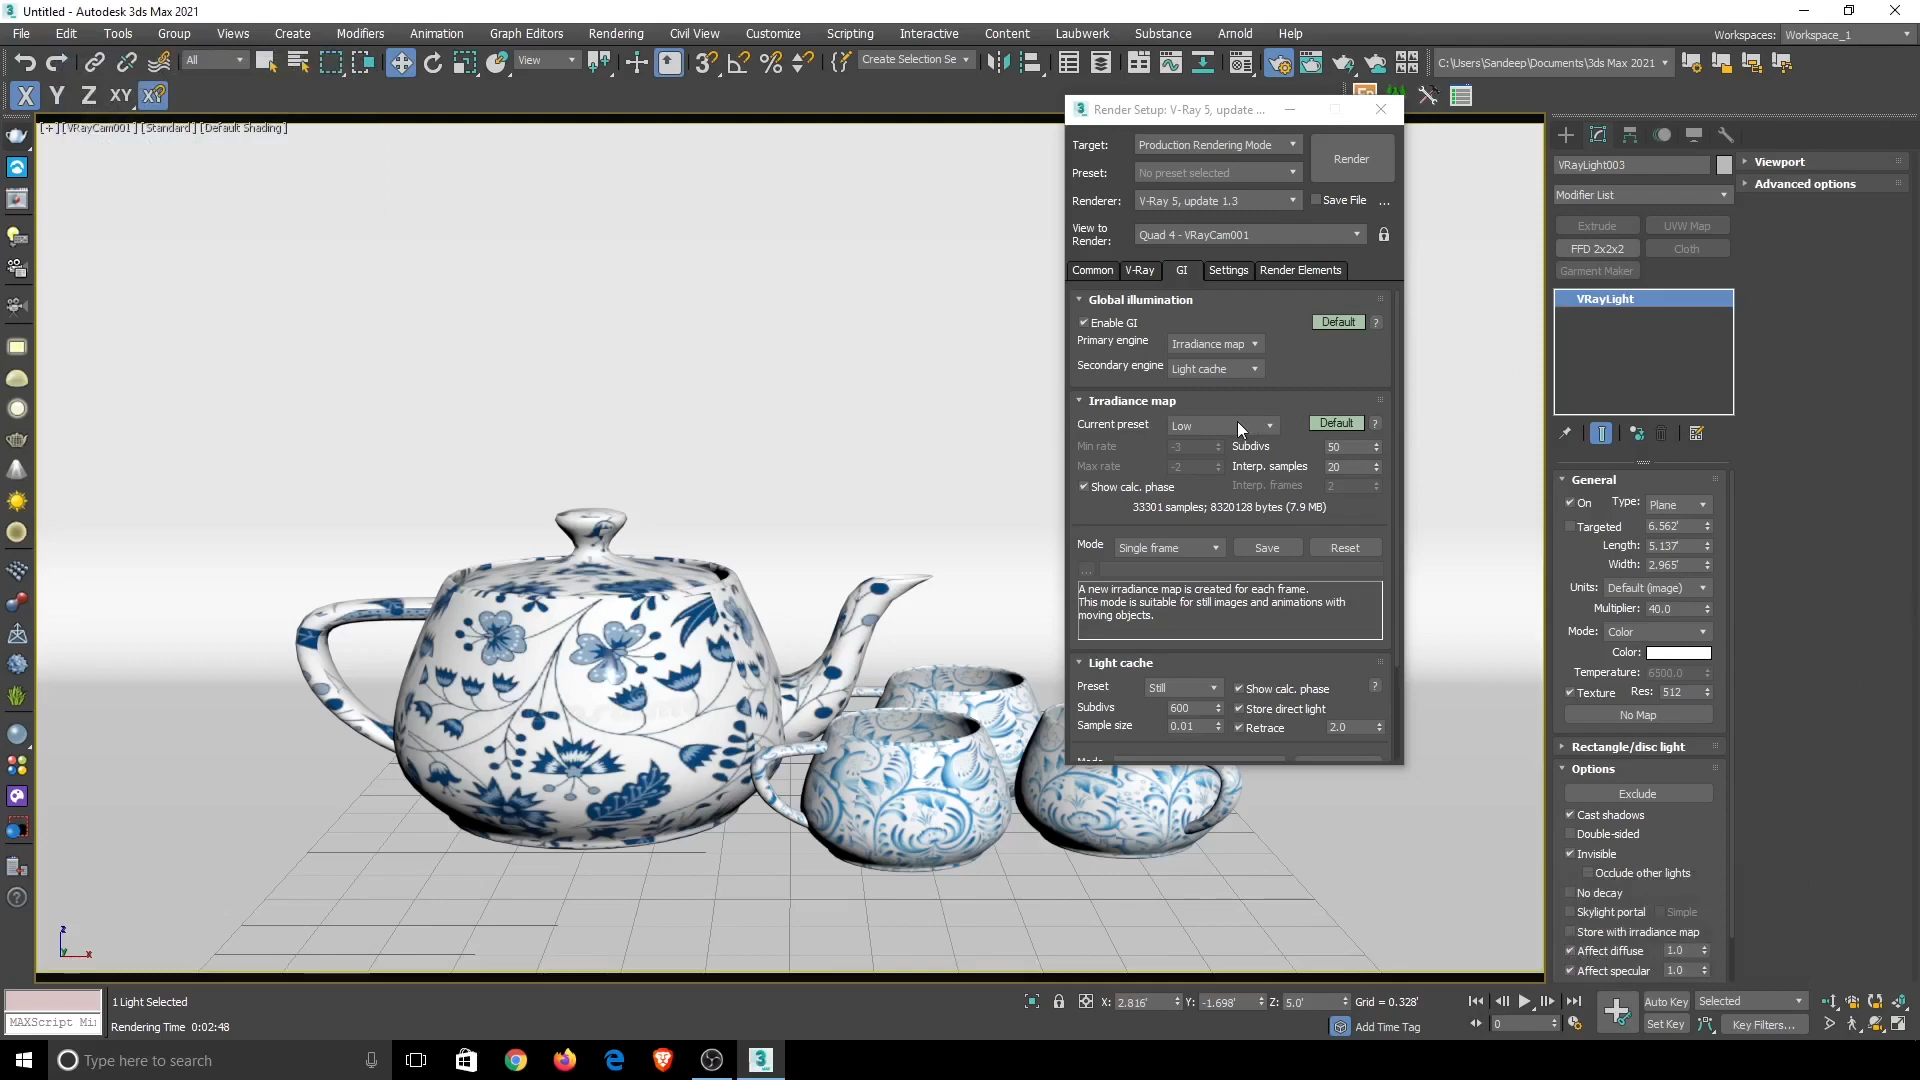 Untitled - Autodesk 3ds Max 2021
File Edit Tools Group Views Create Modifiers Animation Graph Editors Rendering Civil View Customize Scripting Interactive Content Laubwerk Substance Arnold Help
Workspaces: Workspace_1
All
View
Create Selection Se
C:\Users\Sandeep\Documents\3ds Max 2021
X Y Z XY
[+] [VRayCam001] [Standard] [Default Shading]
Render Setup: V-Ray 5, update ...
Target: Production Rendering Mode
Render
Preset: No preset selected
Renderer: V-Ray 5, update 1.3
Save File ...
View to Render: Quad 4 - VRayCam001
Common V-Ray GI Settings Render Elements
Global illumination
Enable GI Default ?
Primary engine Irradiance map
Secondary engine Light cache
Irradiance map
Current preset Low Default ?
Min rate -3 Subdivs 50
Max rate -2 Interp. samples 20
Show calc. phase Interp. frames 2
33301 samples; 8320128 bytes (7.9 MB)
Mode Single frame Save Reset
...
A new irradiance map is created for each frame.
This mode is suitable for still images and animations with
moving objects.
Light cache
Preset Still Show calc. phase ?
Subdivs 600 Store direct light
Sample size 0.01 Retrace 2.0
VRayLight003
Modifier List
Extrude UVW Map
FFD 2x2x2 Cloth
Garment Maker
VRayLight
Viewport
Advanced options
General
On Type: Plane
Targeted 6.562'
Length: 5.137'
Width: 2.965'
Units: Default (image)
Multiplier: 40.0
Mode: Color
Color:
Temperature: 6500.0
Texture Res: 512
No Map
Rectangle/disc light
Options
Exclude
Cast shadows
Double-sided
Invisible
Occlude other lights
No decay
Skylight portal Simple
Store with irradiance map
Affect diffuse 1.0
Affect specular 1.0
z
y x
1 Light Selected
MAXScript Mi
Rendering Time 0:02:48
X: 2.816' Y: -1.698' Z: 5.0' Grid = 0.328'
Add Time Tag
0
Auto Key Selected
Set Key Key Filters...
Type here to search